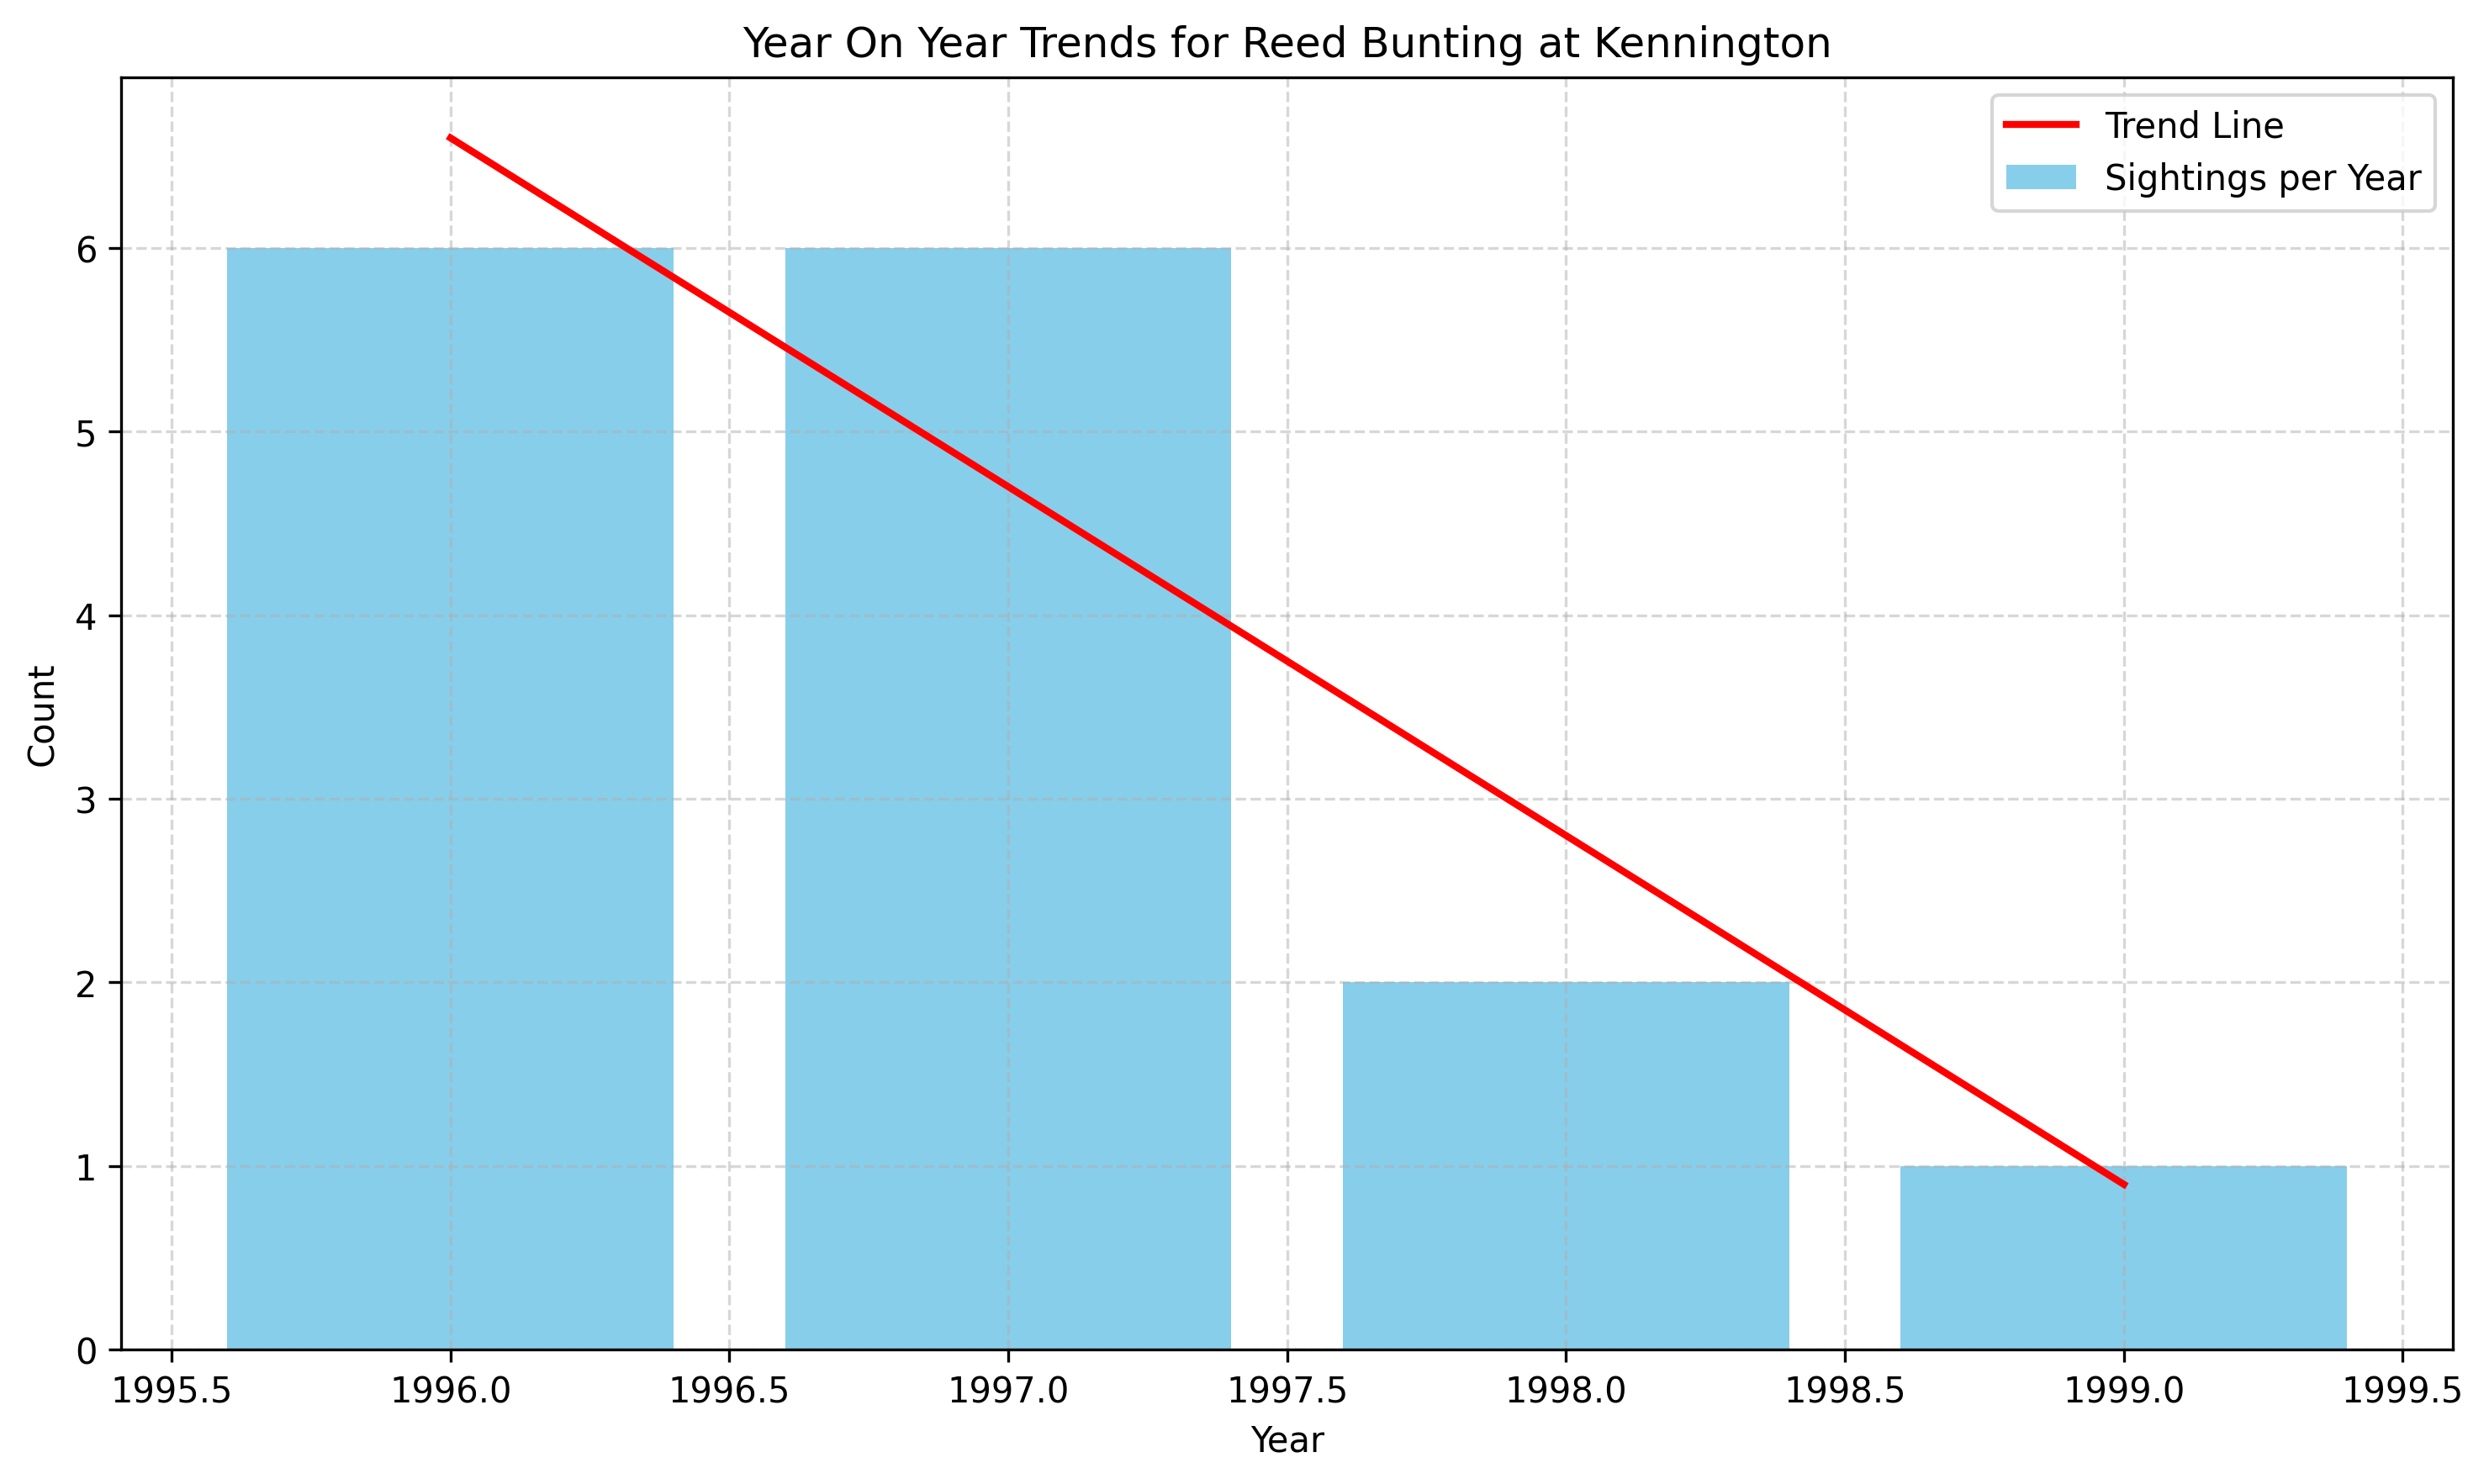 Year On Year Trends for Reed Bunting at Kennington
Trend Line
Sightings per Year
6
5
4
3
2
1
0
Count
1995.5 1996.0 1996.5 1997.0 1997.5 1998.0 1998.5 1999.0 1999.5
Year